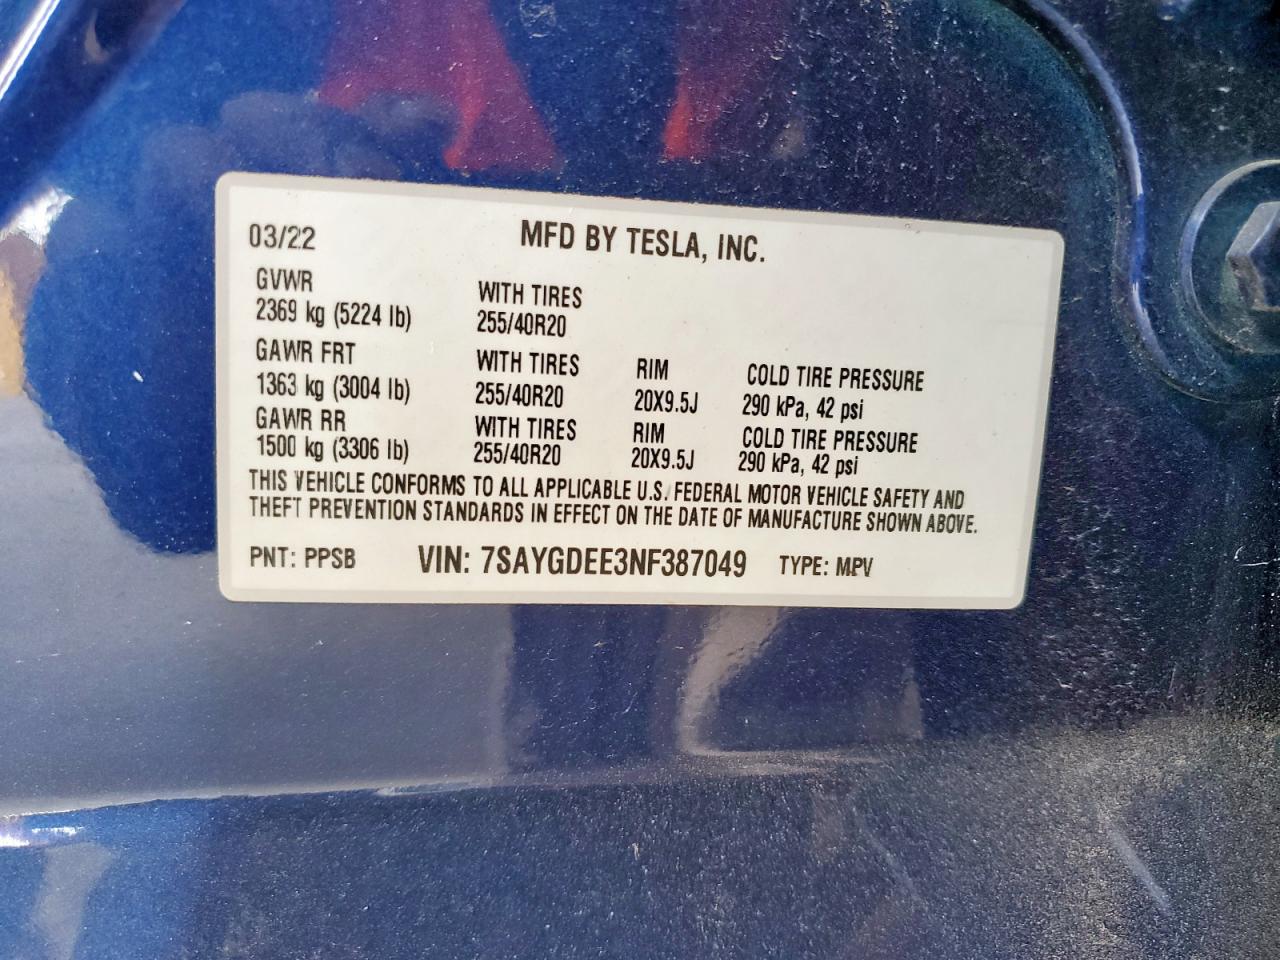 03/22 MFD BY TESLA, INC.
GVWR WITH TIRES
2369 kg (5224 lb) 255/40R20
GAWR FRT WITH TIRES RIM COLD TIRE PRESSURE
1363 kg (3004 lb) 255/40R20 20X9.5J 290 kPa, 42 psi
GAWR RR WITH TIRES RIM COLD TIRE PRESSURE
1500 kg (3306 lb) 255/40R20 20X9.5J 290 kPa, 42 psi
THIS VEHICLE CONFORMS TO ALL APPLICABLE U.S. FEDERAL MOTOR VEHICLE SAFETY AND
THEFT PREVENTION STANDARDS IN EFFECT ON THE DATE OF MANUFACTURE SHOWN ABOVE.
PNT: PPSB VIN: 7SAYGDEE3NF387049 TYPE: MPV